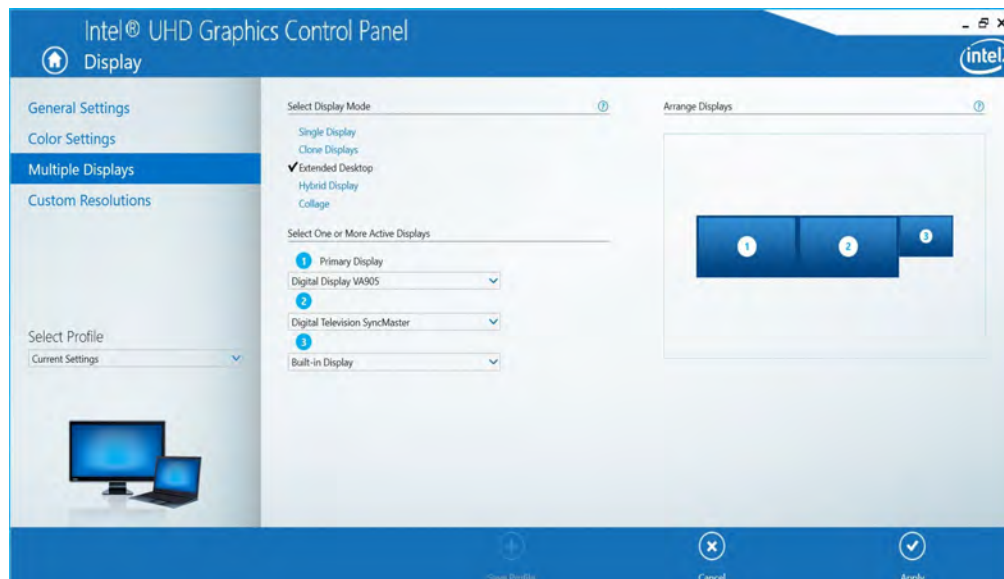 Intel® UHD Graphics Control Panel
Display
intel
General Settings
Color Settings
Multiple Displays
Custom Resolutions
Select Profile
Current Settings
Select Display Mode
Single Display
Clone Displays
Extended Desktop
Hybrid Display
Collage
Select One or More Active Displays
1 Primary Display
Digital Display VA905
2
Digital Television SyncMaster
3
Built-in Display
Arrange Displays
1 2 3
Save Profile
Cancel
Apply